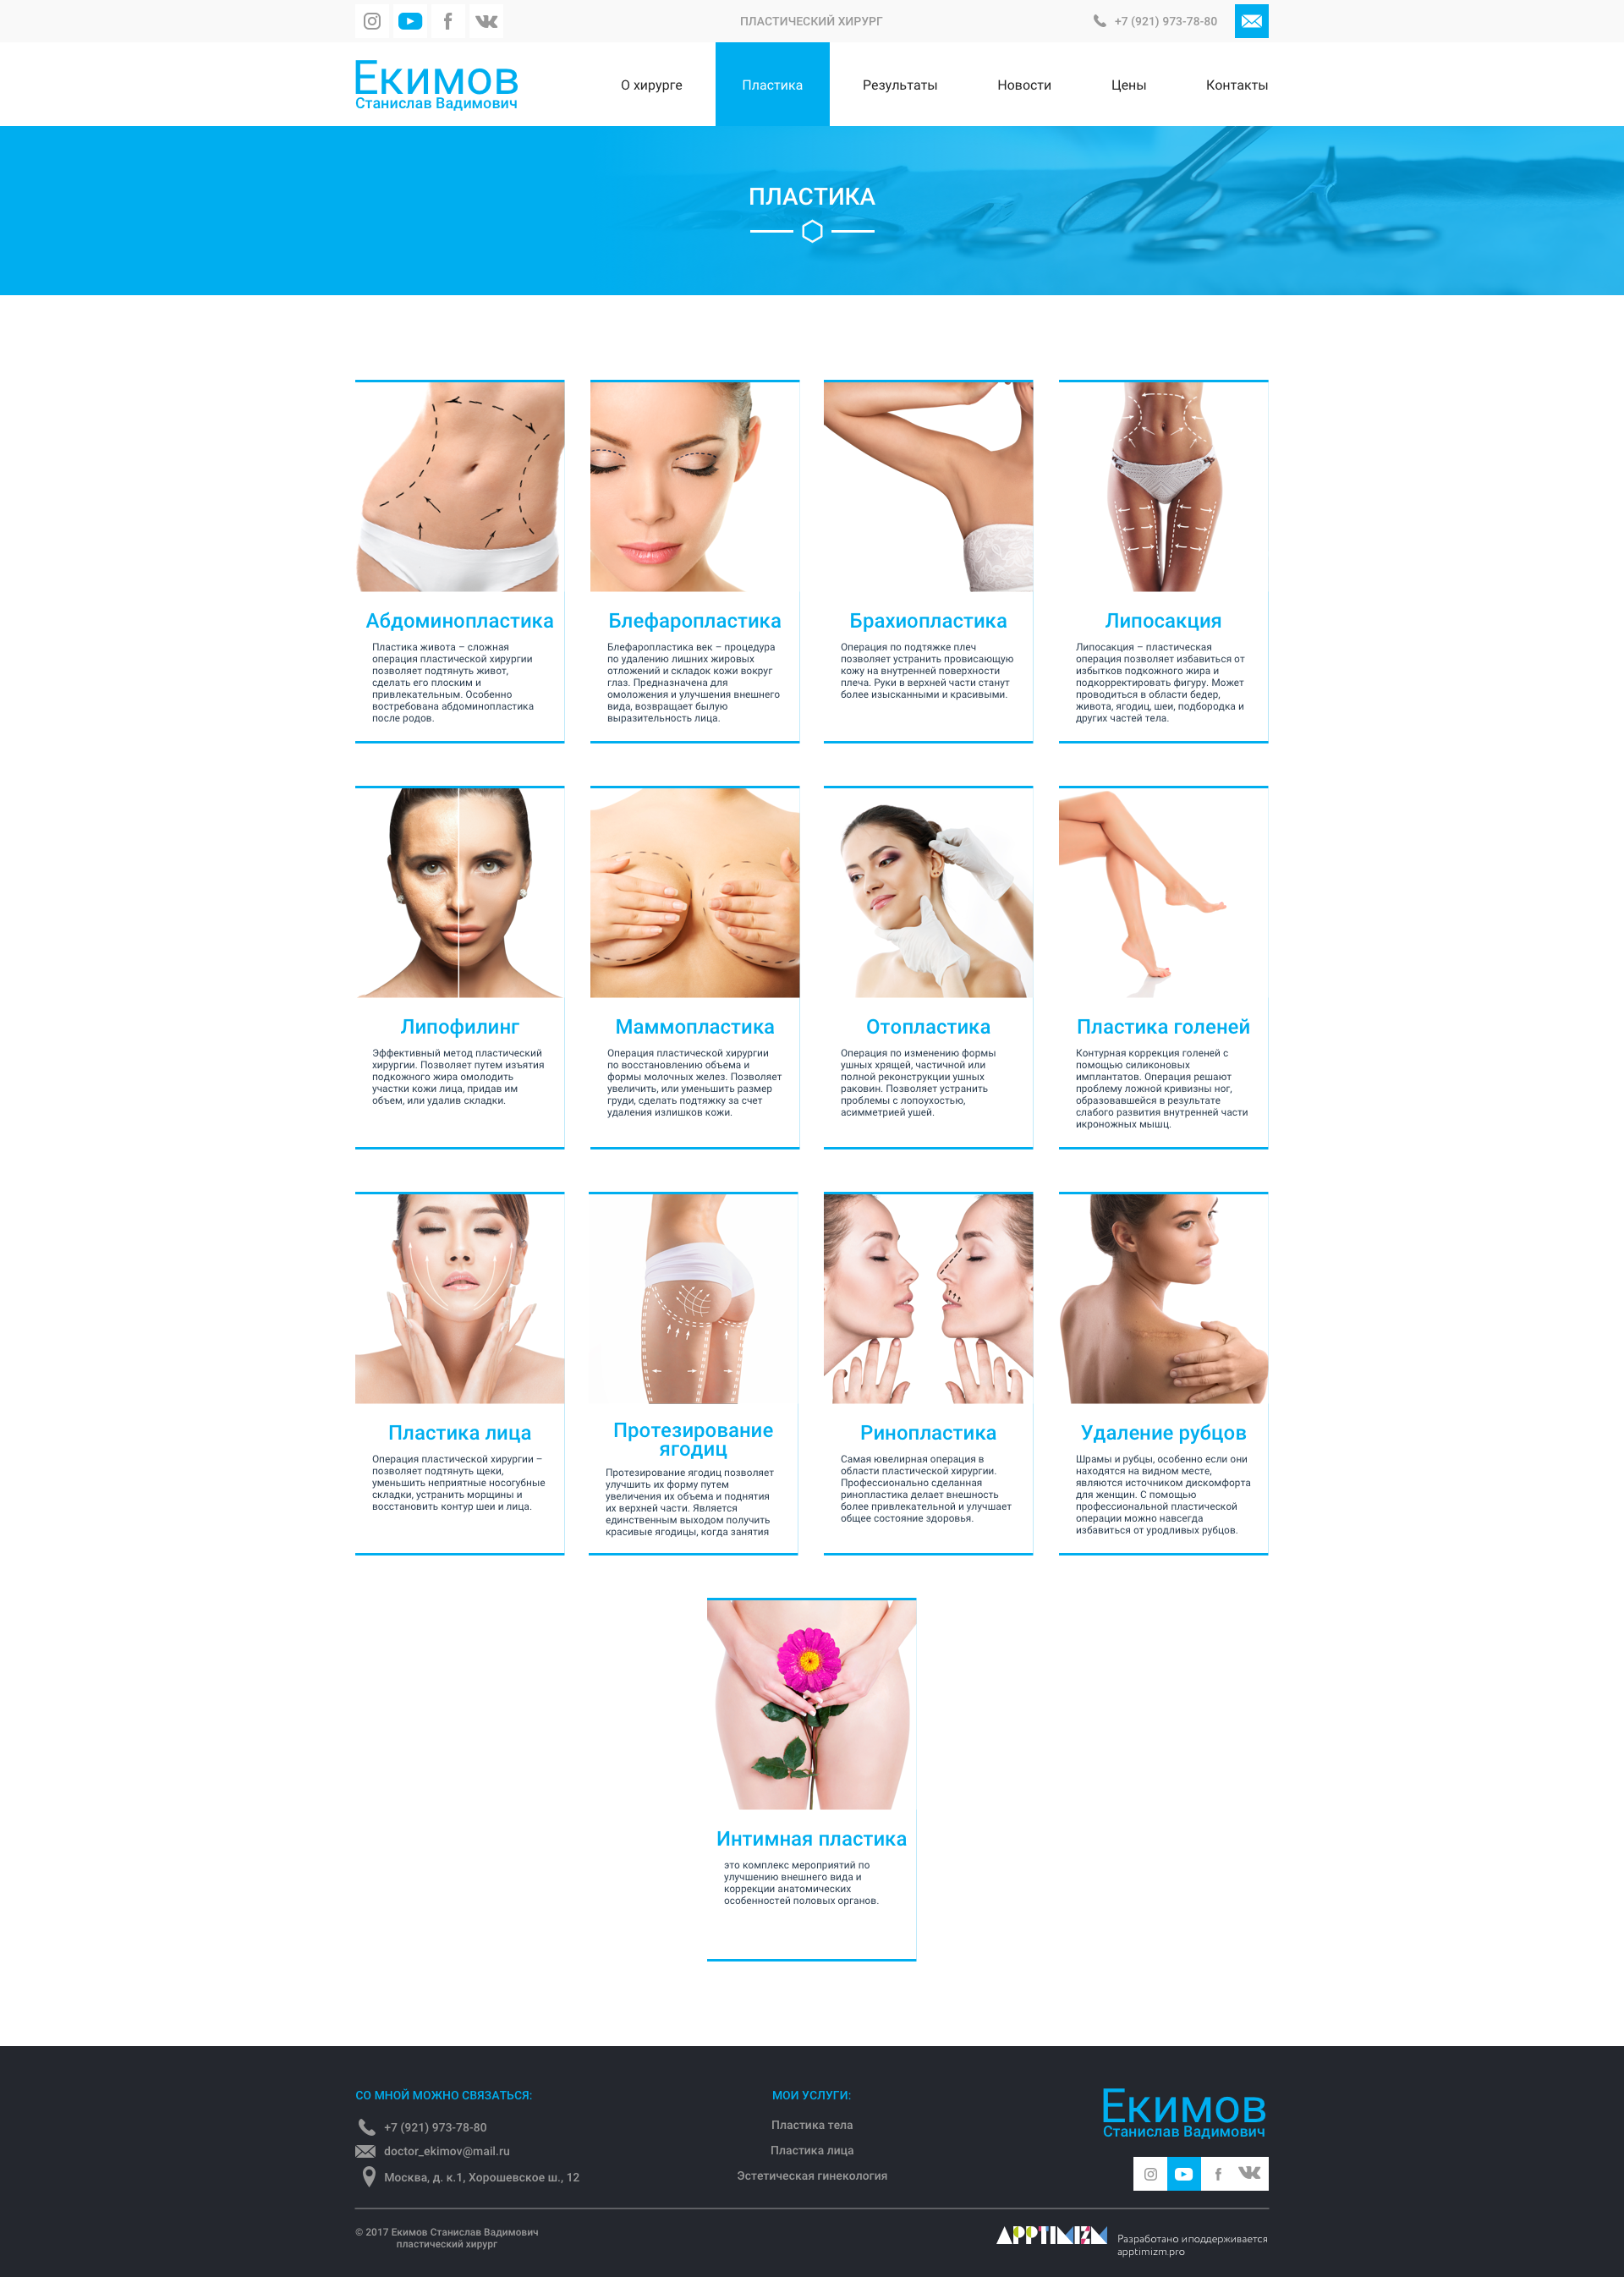 ПЛАСТИЧЕСКИЙ ХИРУРГ
+7 (921) 973-78-80
Екимов
Станислав Вадимович
О хирурге
Пластика
Результаты
Новости
Цены
Контакты
ПЛАСТИКА
Абдоминопластика
Пластика живота – сложная
операция пластической хирургии
позволяет подтянуть живот,
сделать его плоским и
привлекательным. Особенно
востребована абдоминопластика
после родов.
Блефаропластика
Блефаропластика век – процедура
по удалению лишних жировых
отложений и складок кожи вокруг
глаз. Предназначена для
омоложения и улучшения внешнего
вида, возвращает былую
выразительность лица.
Брахиопластика
Операция по подтяжке плеч
позволяет устранить провисающую
кожу на внутренней поверхности
плеча. Руки в верхней части станут
более изысканными и красивыми.
Липосакция
Липосакция – пластическая
операция позволяет избавиться от
избытков подкожного жира и
подкорректировать фигуру. Может
проводиться в области бедер,
живота, ягодиц, шеи, подбородка и
других частей тела.
Липофилинг
Эффективный метод пластический
хирургии. Позволяет путем изъятия
подкожного жира омолодить
участки кожи лица, придав им
объем, или удалив складки.
Маммопластика
Операция пластической хирургии
по восстановлению объема и
формы молочных желез. Позволяет
увеличить, или уменьшить размер
груди, сделать подтяжку за счет
удаления излишков кожи.
Отопластика
Операция по изменению формы
ушных хрящей, частичной или
полной реконструкции ушных
раковин. Позволяет устранить
проблемы с лопоухостью,
асимметрией ушей.
Пластика голеней
Контурная коррекция голеней с
помощью силиконовых
имплантатов. Операция решают
проблему ложной кривизны ног,
образовавшейся в результате
слабого развития внутренней части
икроножных мышц.
Пластика лица
Операция пластической хирургии –
позволяет подтянуть щеки,
уменьшить неприятные носогубные
складки, устранить морщины и
восстановить контур шеи и лица.
Протезирование
ягодиц
Протезирование ягодиц позволяет
улучшить их форму путем
увеличения их объема и поднятия
их верхней части. Является
единственным выходом получить
красивые ягодицы, когда занятия
Ринопластика
Самая ювелирная операция в
области пластической хирургии.
Профессионально сделанная
ринопластика делает внешность
более привлекательной и улучшает
общее состояние здоровья.
Удаление рубцов
Шрамы и рубцы, особенно если они
находятся на видном месте,
являются источником дискомфорта
для женщин. С помощью
профессиональной пластической
операции можно навсегда
избавиться от уродливых рубцов.
Интимная пластика
это комплекс мероприятий по
улучшению внешнего вида и
коррекции анатомических
особенностей половых органов.
СО МНОЙ МОЖНО СВЯЗАТЬСЯ:
+7 (921) 973-78-80
doctor_ekimov@mail.ru
Москва, д. к.1, Хорошевское ш., 12
МОИ УСЛУГИ:
Пластика тела
Пластика лица
Эстетическая гинекология
Екимов
Станислав Вадимович
© 2017 Екимов Станислав Вадимович
пластический хирург
APPTIMIZM
Разработано иподдерживается
apptimizm.pro